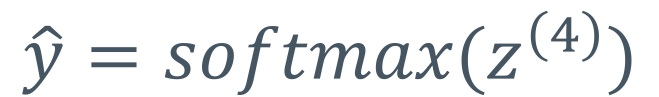 ŷ = softmax(z⁽⁴⁾)